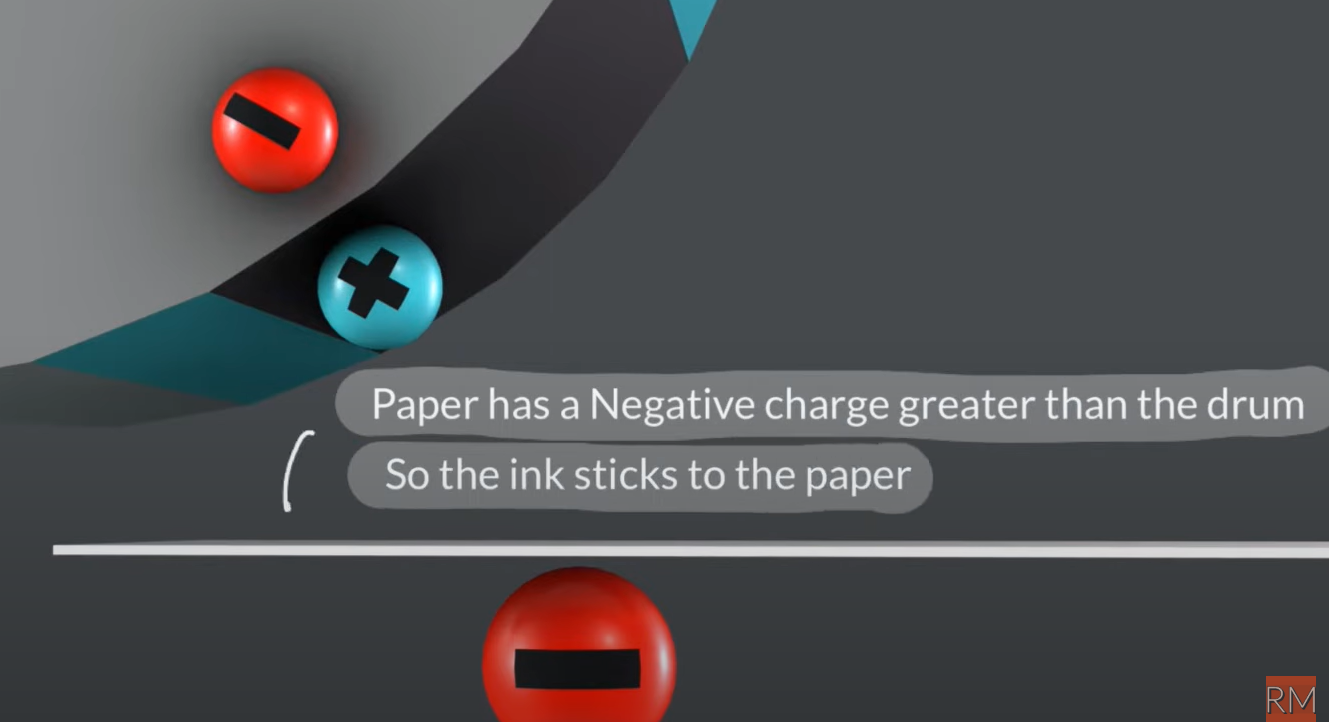 Paper has a Negative charge greater than the drum
So the ink sticks to the paper
RM